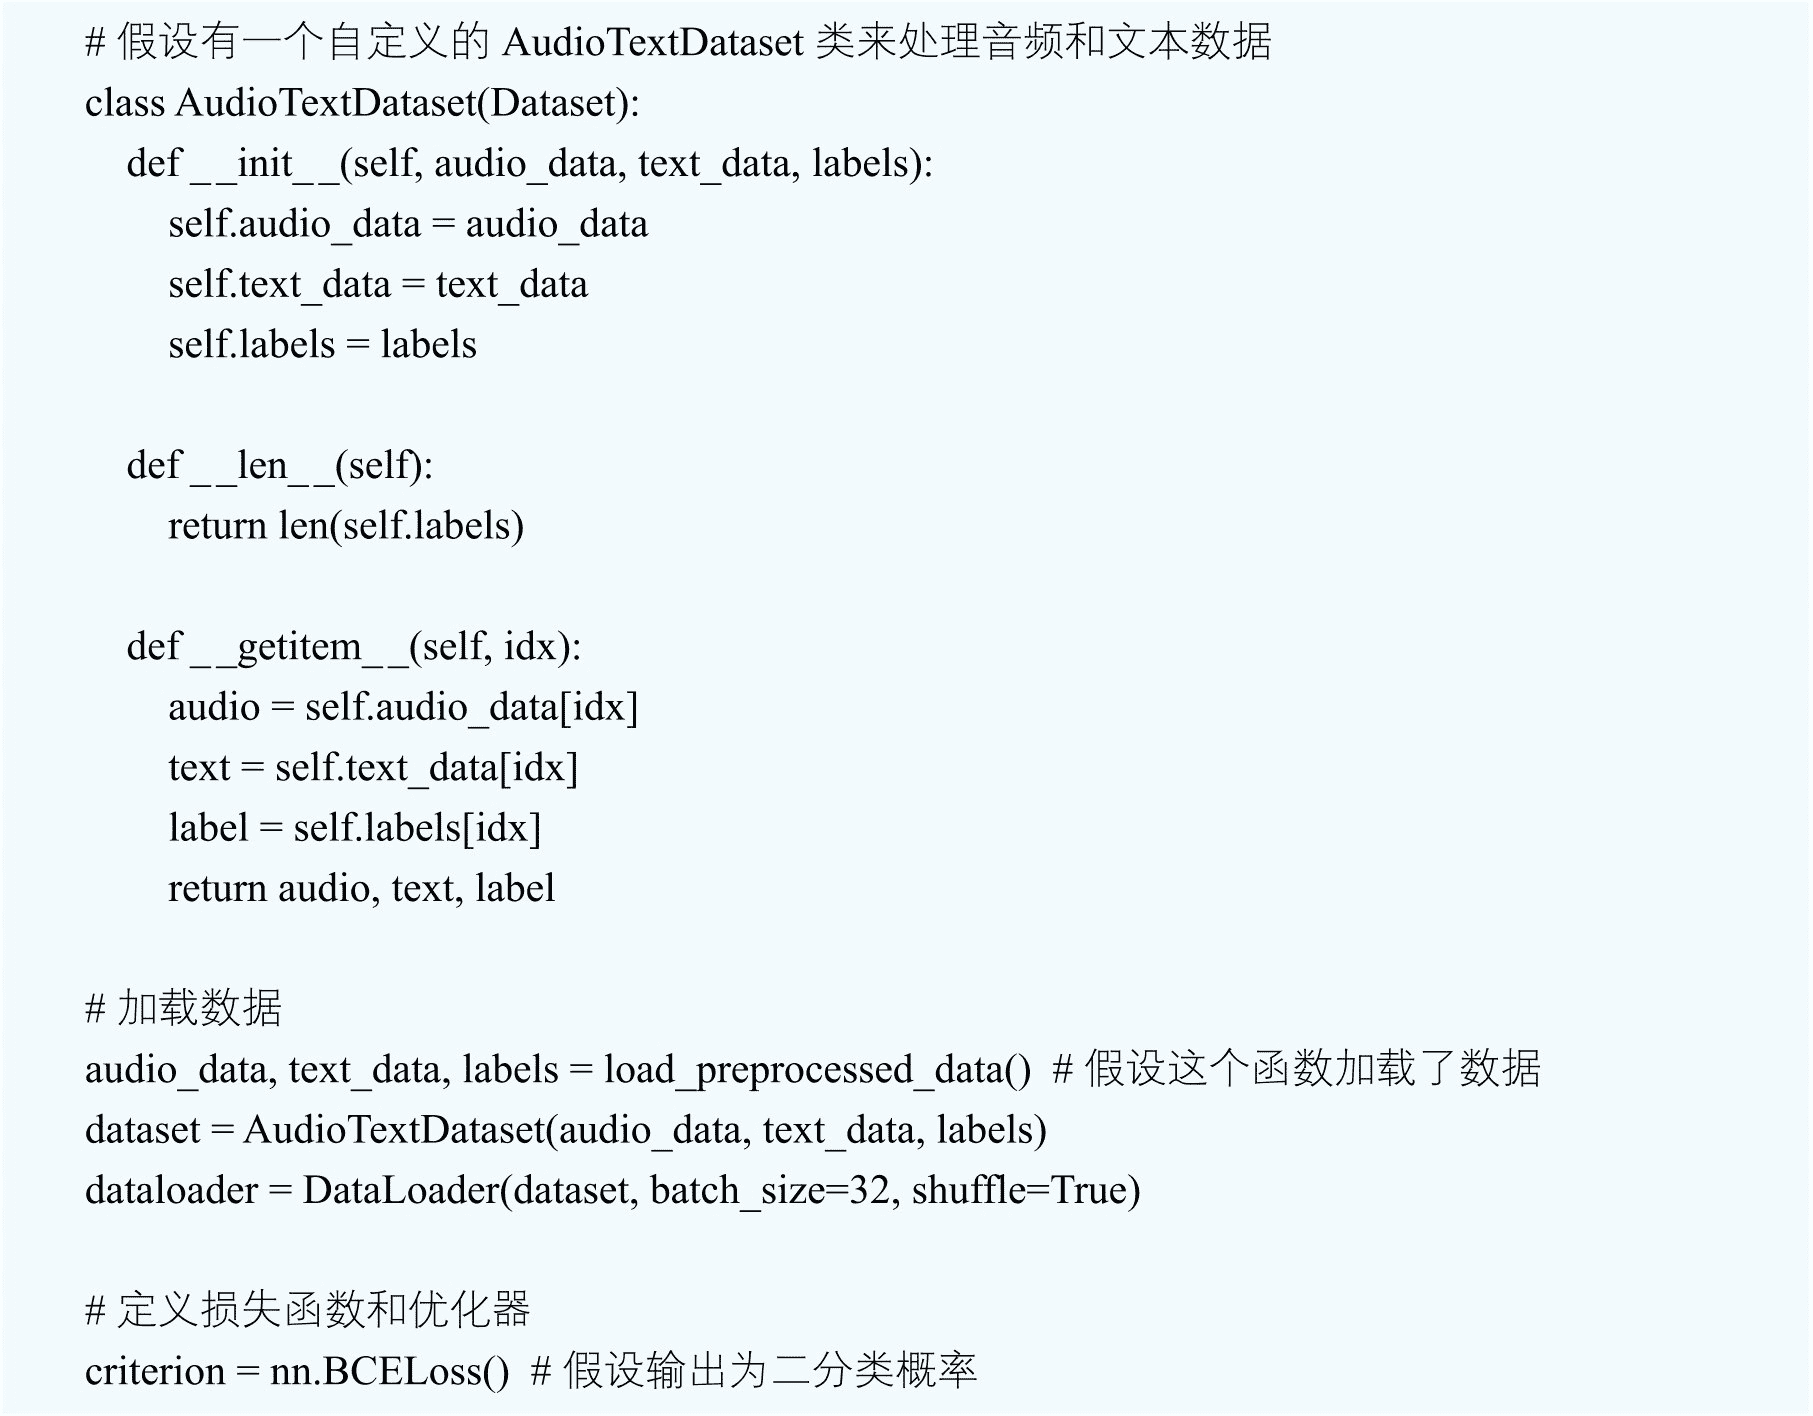 # 假设有一个自定义的 AudioTextDataset 类来处理音频和文本数据
class AudioTextDataset(Dataset):
    def __init__(self, audio_data, text_data, labels):
        self.audio_data = audio_data
        self.text_data = text_data
        self.labels = labels

    def __len__(self):
        return len(self.labels)

    def __getitem__(self, idx):
        audio = self.audio_data[idx]
        text = self.text_data[idx]
        label = self.labels[idx]
        return audio, text, label

# 加载数据
audio_data, text_data, labels = load_preprocessed_data()  # 假设这个函数加载了数据
dataset = AudioTextDataset(audio_data, text_data, labels)
dataloader = DataLoader(dataset, batch_size=32, shuffle=True)

# 定义损失函数和优化器
criterion = nn.BCELoss()  # 假设输出为二分类概率